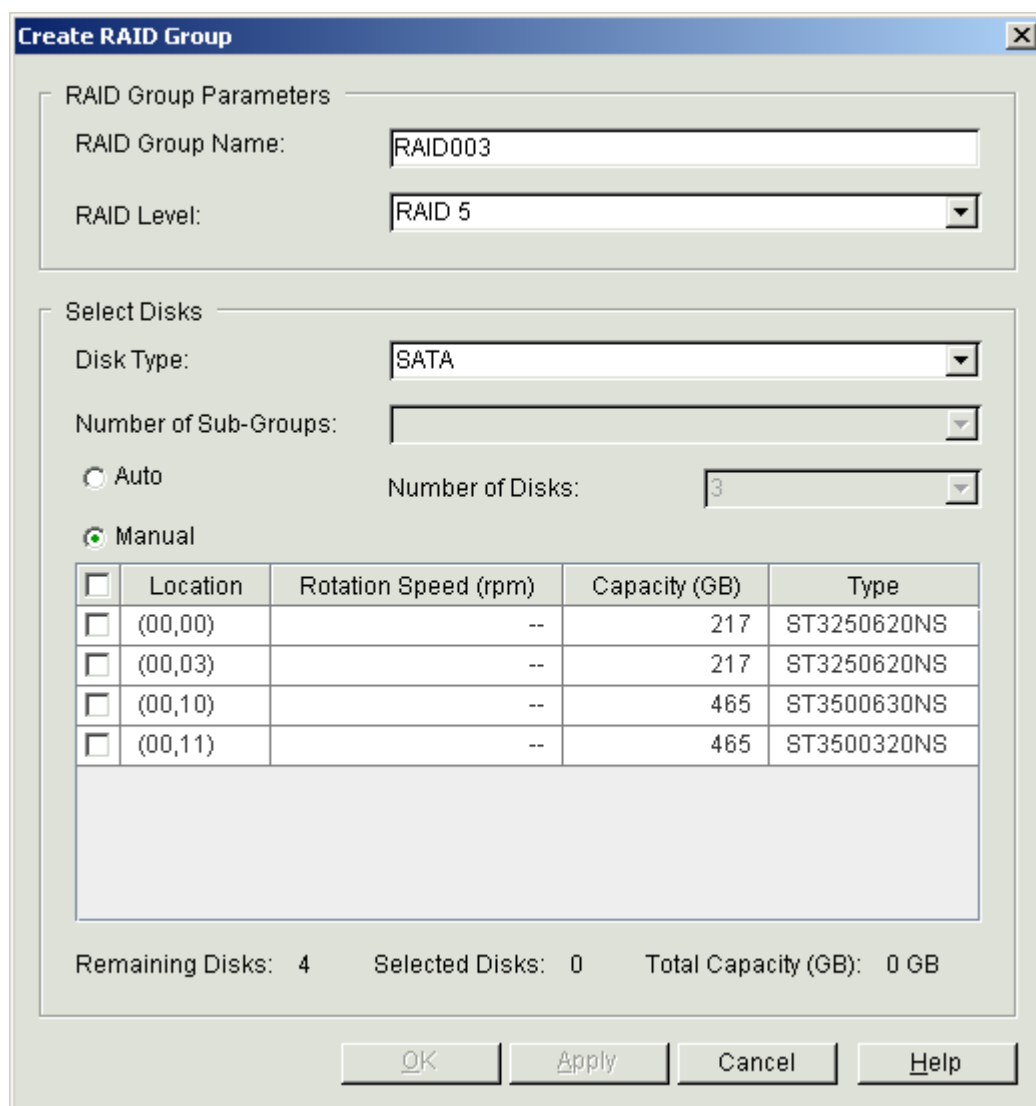 Create RAID Group
RAID Group Parameters
RAID Group Name: RAID003
RAID Level: RAID 5
Select Disks
Disk Type: SATA
Number of Sub-Groups:
Auto Number of Disks: 3
Manual
Location Rotation Speed (rpm) Capacity (GB) Type
(00,00) -- 217 ST3250620NS
(00,03) -- 217 ST3250620NS
(00,10) -- 465 ST3500630NS
(00,11) -- 465 ST3500320NS
Remaining Disks: 4 Selected Disks: 0 Total Capacity (GB): 0 GB
OK Apply Cancel Help